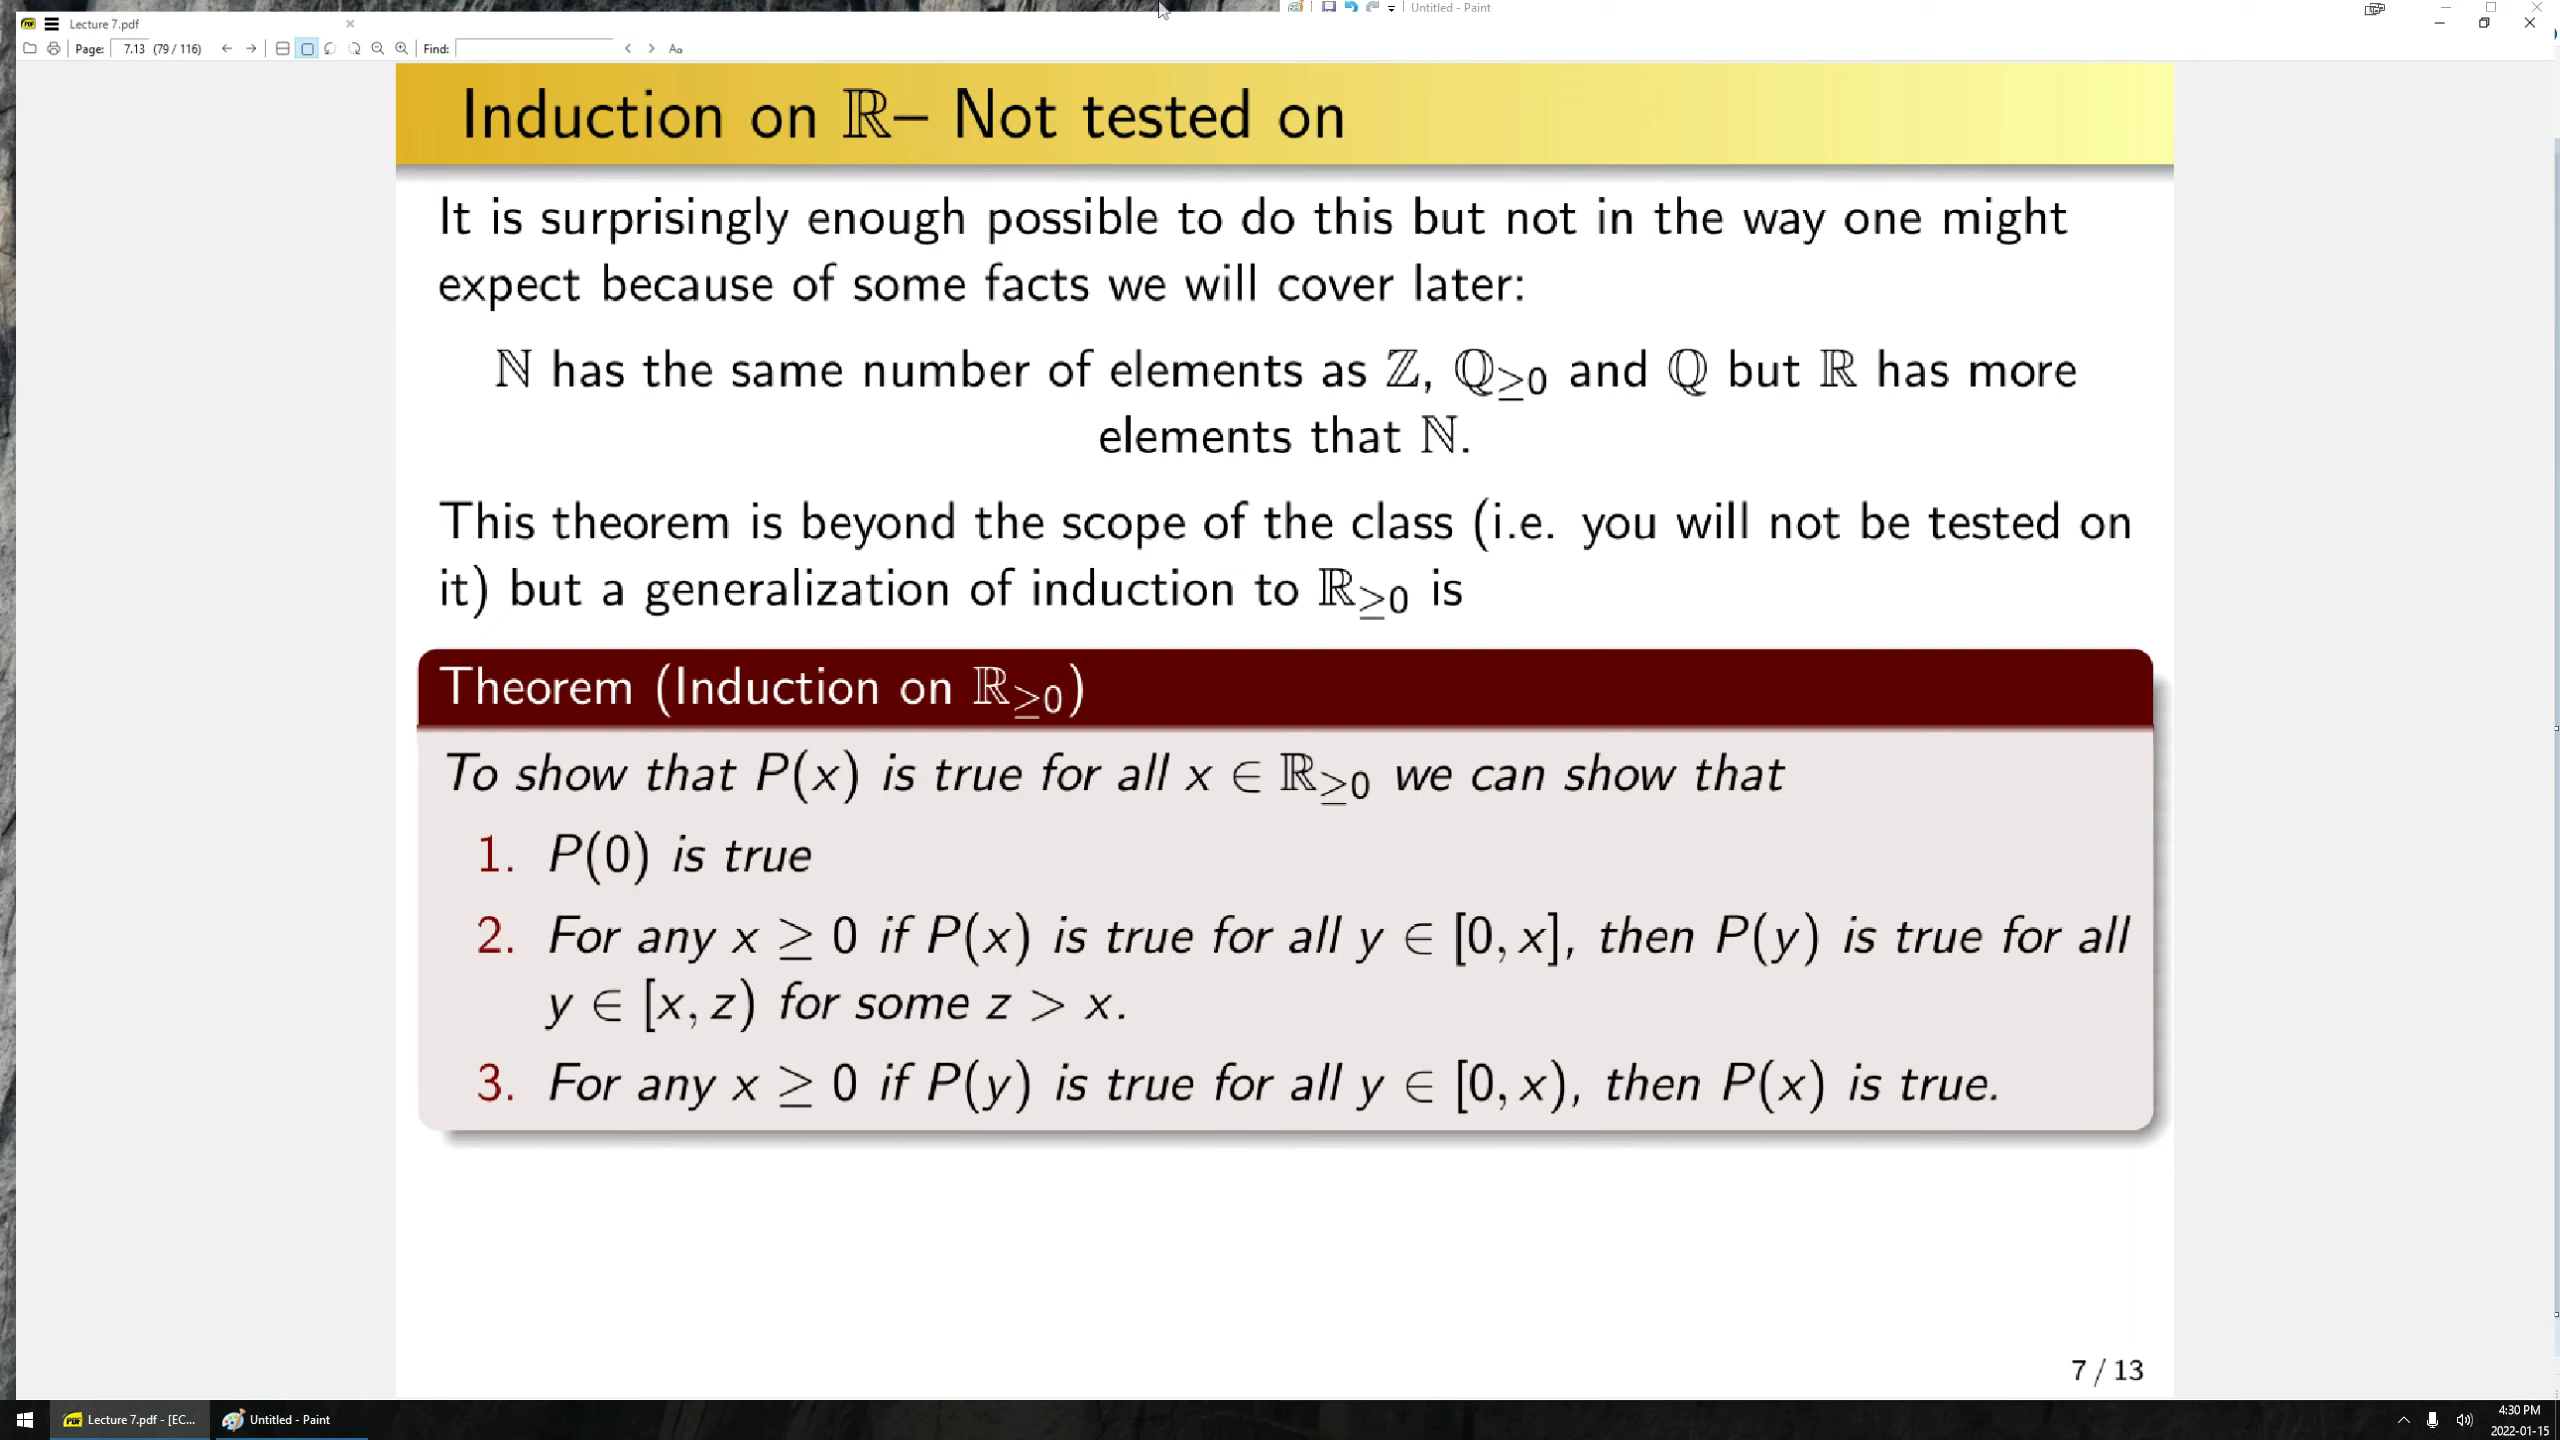 Untitled - Paint
Lecture 7.pdf
Page: 7.13 (79 / 116) Find:
Induction on ℝ– Not tested on
It is surprisingly enough possible to do this but not in the way one might
expect because of some facts we will cover later:
ℕ has the same number of elements as ℤ, ℚ≥0 and ℚ but ℝ has more
elements that ℕ.
This theorem is beyond the scope of the class (i.e. you will not be tested on
it) but a generalization of induction to ℝ≥0 is
Theorem (Induction on ℝ≥0)
To show that P(x) is true for all x ∈ ℝ≥0 we can show that
1. P(0) is true
2. For any x ≥ 0 if P(x) is true for all y ∈ [0, x], then P(y) is true for all
y ∈ [x, z) for some z > x.
3. For any x ≥ 0 if P(y) is true for all y ∈ [0, x), then P(x) is true.
7 / 13
Lecture 7.pdf - [EC... Untitled - Paint
4:30 PM
2022-01-15